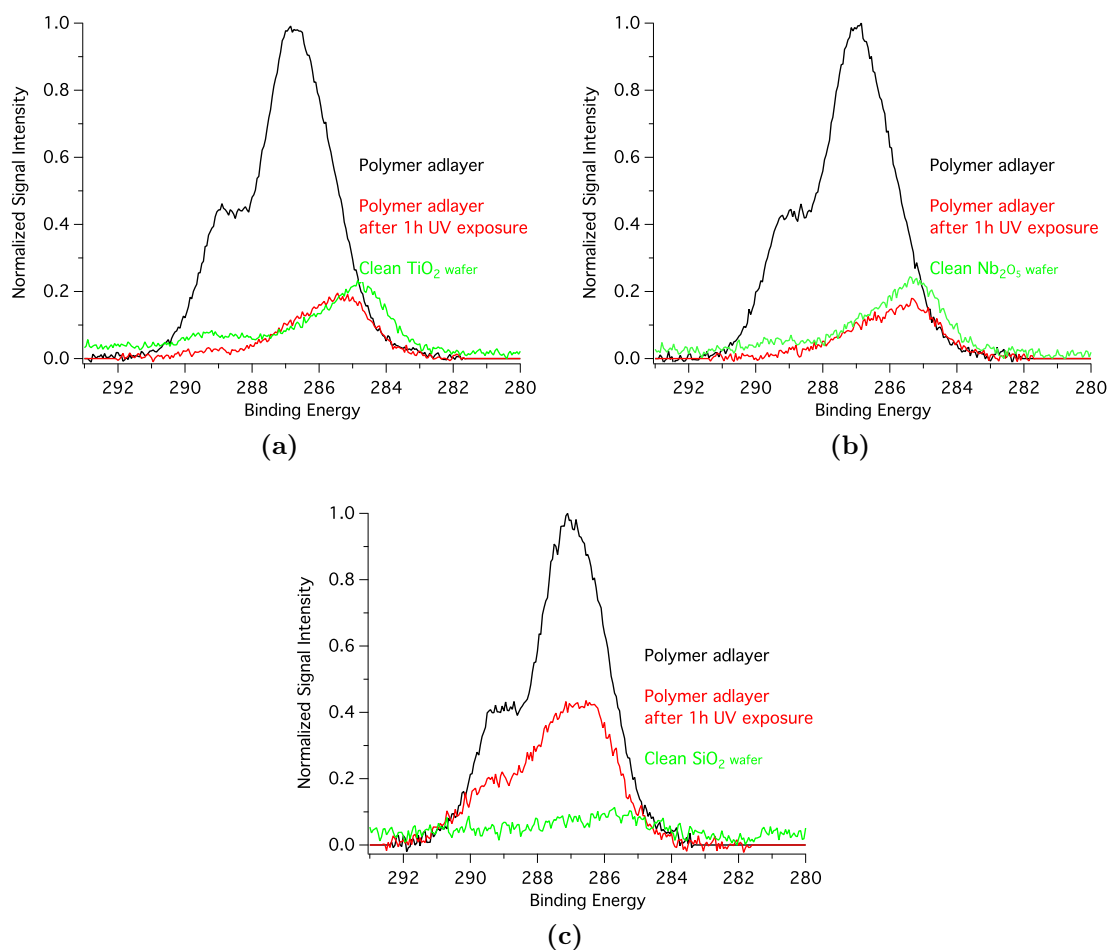 1.0
0.8
0.6
0.4
0.2
0.0
Normalized Signal Intensity
292 290 288 286 284 282 280
Binding Energy
Polymer adlayer
Polymer adlayer
after 1h UV exposure
Clean TiO₂ wafer
(a)
1.0
0.8
0.6
0.4
0.2
0.0
Normalized Signal Intensity
292 290 288 286 284 282 280
Binding Energy
Polymer adlayer
Polymer adlayer
after 1h UV exposure
Clean Nb₂O₅ wafer
(b)
1.0
0.8
0.6
0.4
0.2
0.0
Normalized Signal Intensity
292 290 288 286 284 282 280
Binding Energy
Polymer adlayer
Polymer adlayer
after 1h UV exposure
Clean SiO₂ wafer
(c)